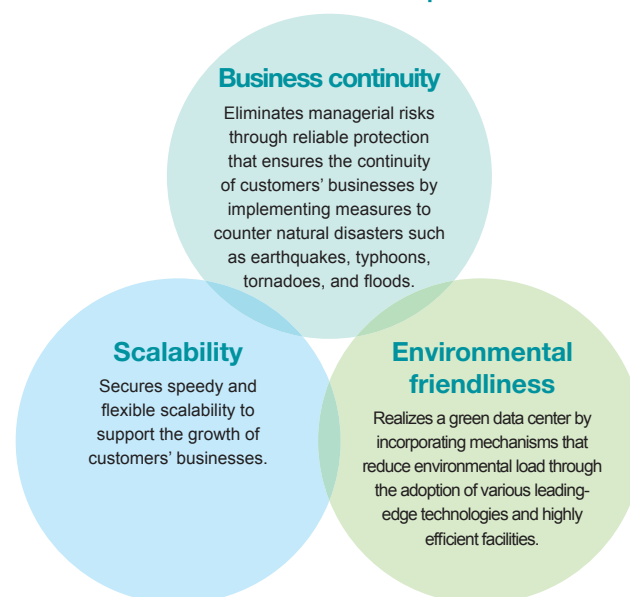 Business continuity
Eliminates managerial risks
through reliable protection
that ensures the continuity
of customers’ businesses by
implementing measures to
counter natural disasters such
as earthquakes, typhoons,
tornadoes, and floods.
Scalability
Secures speedy and
flexible scalability to
support the growth of
customers’ businesses.
Environmental
friendliness
Realizes a green data center by
incorporating mechanisms that
reduce environmental load through
the adoption of various leading-
edge technologies and highly
efficient facilities.